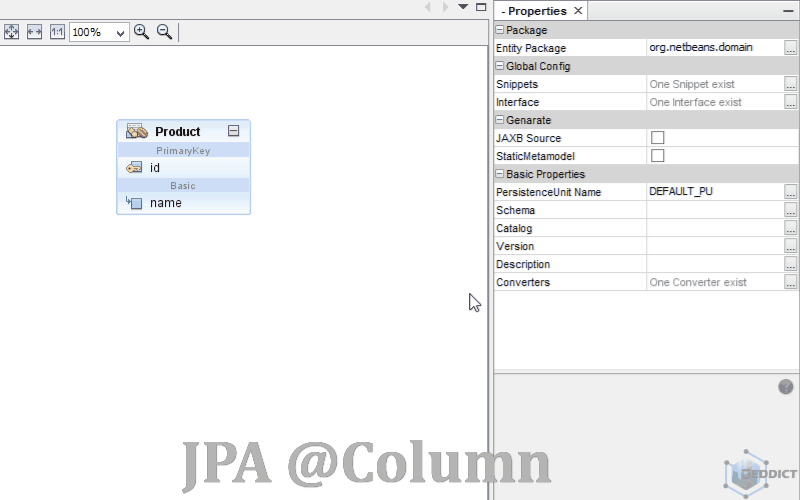 - Properties
1:1
100%
Package
Entity Package org.netbeans.domain ...
Global Config
Snippets One Snippet exist ...
Interface One Interface exist ...
Genarate
JAXB Source
StaticMetamodel
Basic Properties
PersistenceUnit Name DEFAULT_PU ...
Schema ...
Catalog ...
Version ...
Description ...
Converters One Converter exist ...
Product
PrimaryKey
id
Basic
name
?
JPA @Column
JEDDICT